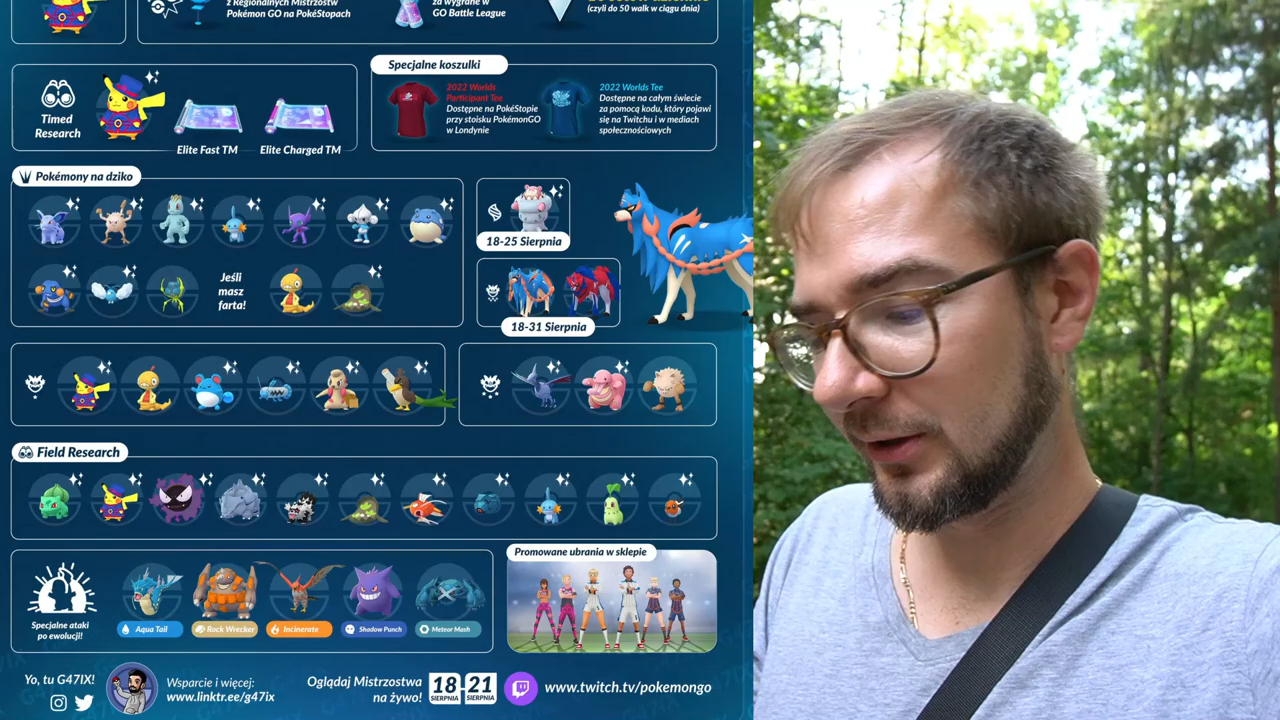 z Regionalnych Mistrzostw
Pokémon GO na PokéStopach
za wygrane w
GO Battle League
(czyli do 50 walk w ciągu dnia)
Timed
Research
Elite Fast TM
Elite Charged TM
Specjalne koszulki
2022 Worlds
Participant Tee
Dostępne na PokéStopie
przy stoisku PokémonGO
w Londynie
2022 Worlds Tee
Dostępne na całym świecie
za pomocą kodu, który pojawi
się na Twitchu i w mediach
społecznościowych
Pokémony na dziko
Jeśli
masz
farta!
18-25 Sierpnia
18-31 Sierpnia
Field Research
Specjalne ataki
po ewolucji!
Aqua Tail
Rock Wrecker
Incinerate
Shadow Punch
Meteor Mash
Promowane ubrania w sklepie
Yo, tu G47IX!
Wsparcie i więcej:
www.linktr.ee/g47ix
Oglądaj Mistrzostwa
na żywo!
18-21
SIERPNIA SIERPNIA
www.twitch.tv/pokemongo